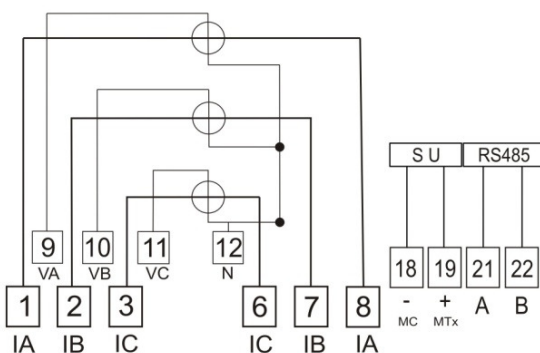 S U RS485
9 10 11 12
VA VB VC N
18 19 21 22
- + A B
MC MTx
1 2 3 6 7 8
IA IB IC IC IB IA